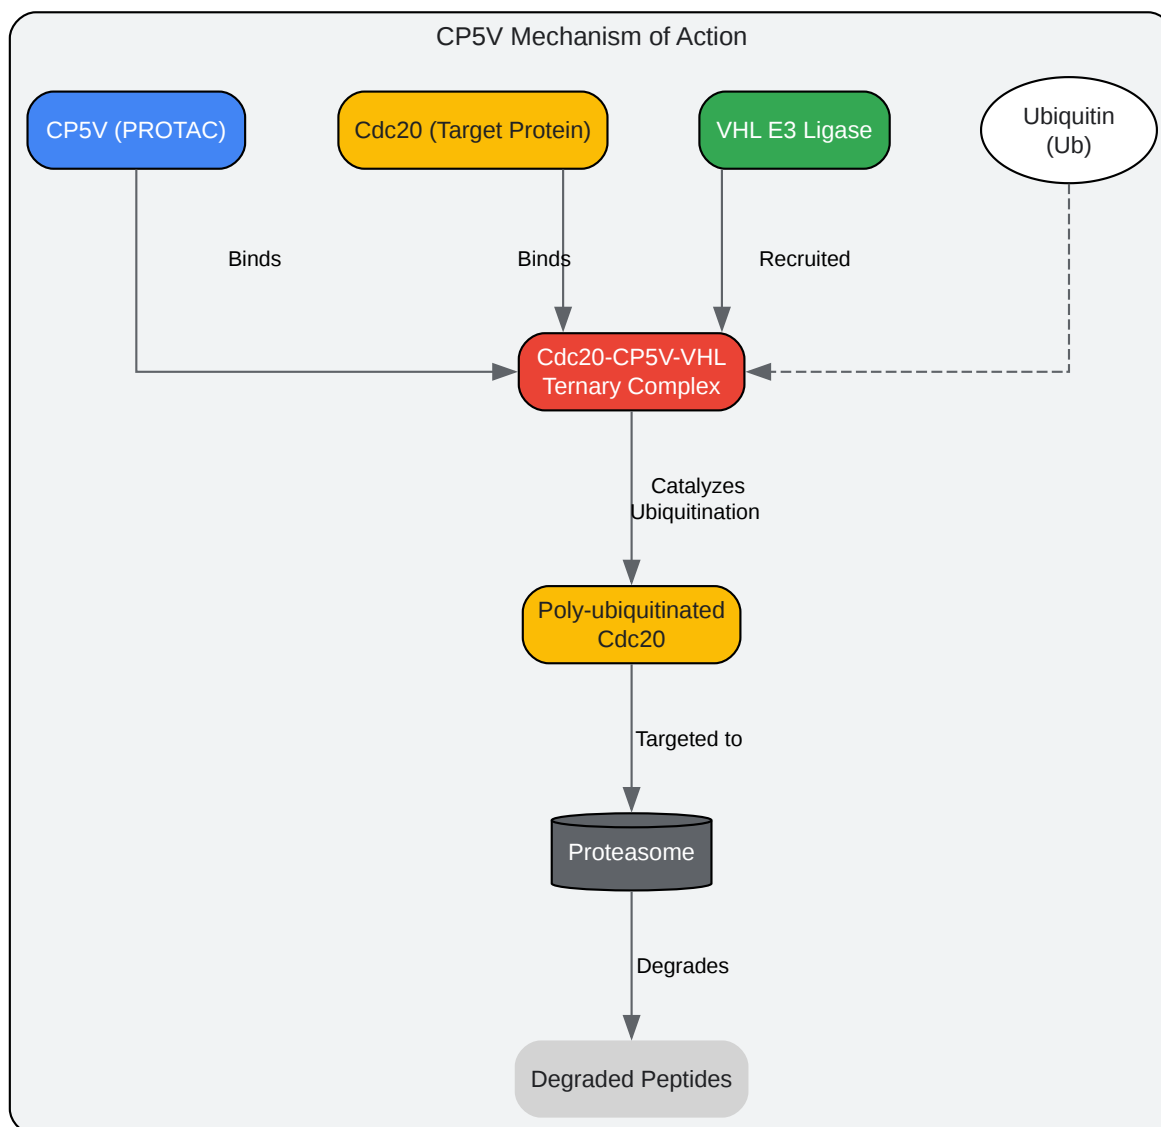 CP5V Mechanism of Action
CP5V (PROTAC)
Cdc20 (Target Protein)
VHL E3 Ligase
Ubiquitin
(Ub)
Binds
Binds
Recruited
Cdc20-CP5V-VHL
Ternary Complex
Catalyzes
Ubiquitination
Poly-ubiquitinated
Cdc20
Targeted to
Proteasome
Degrades
Degraded Peptides